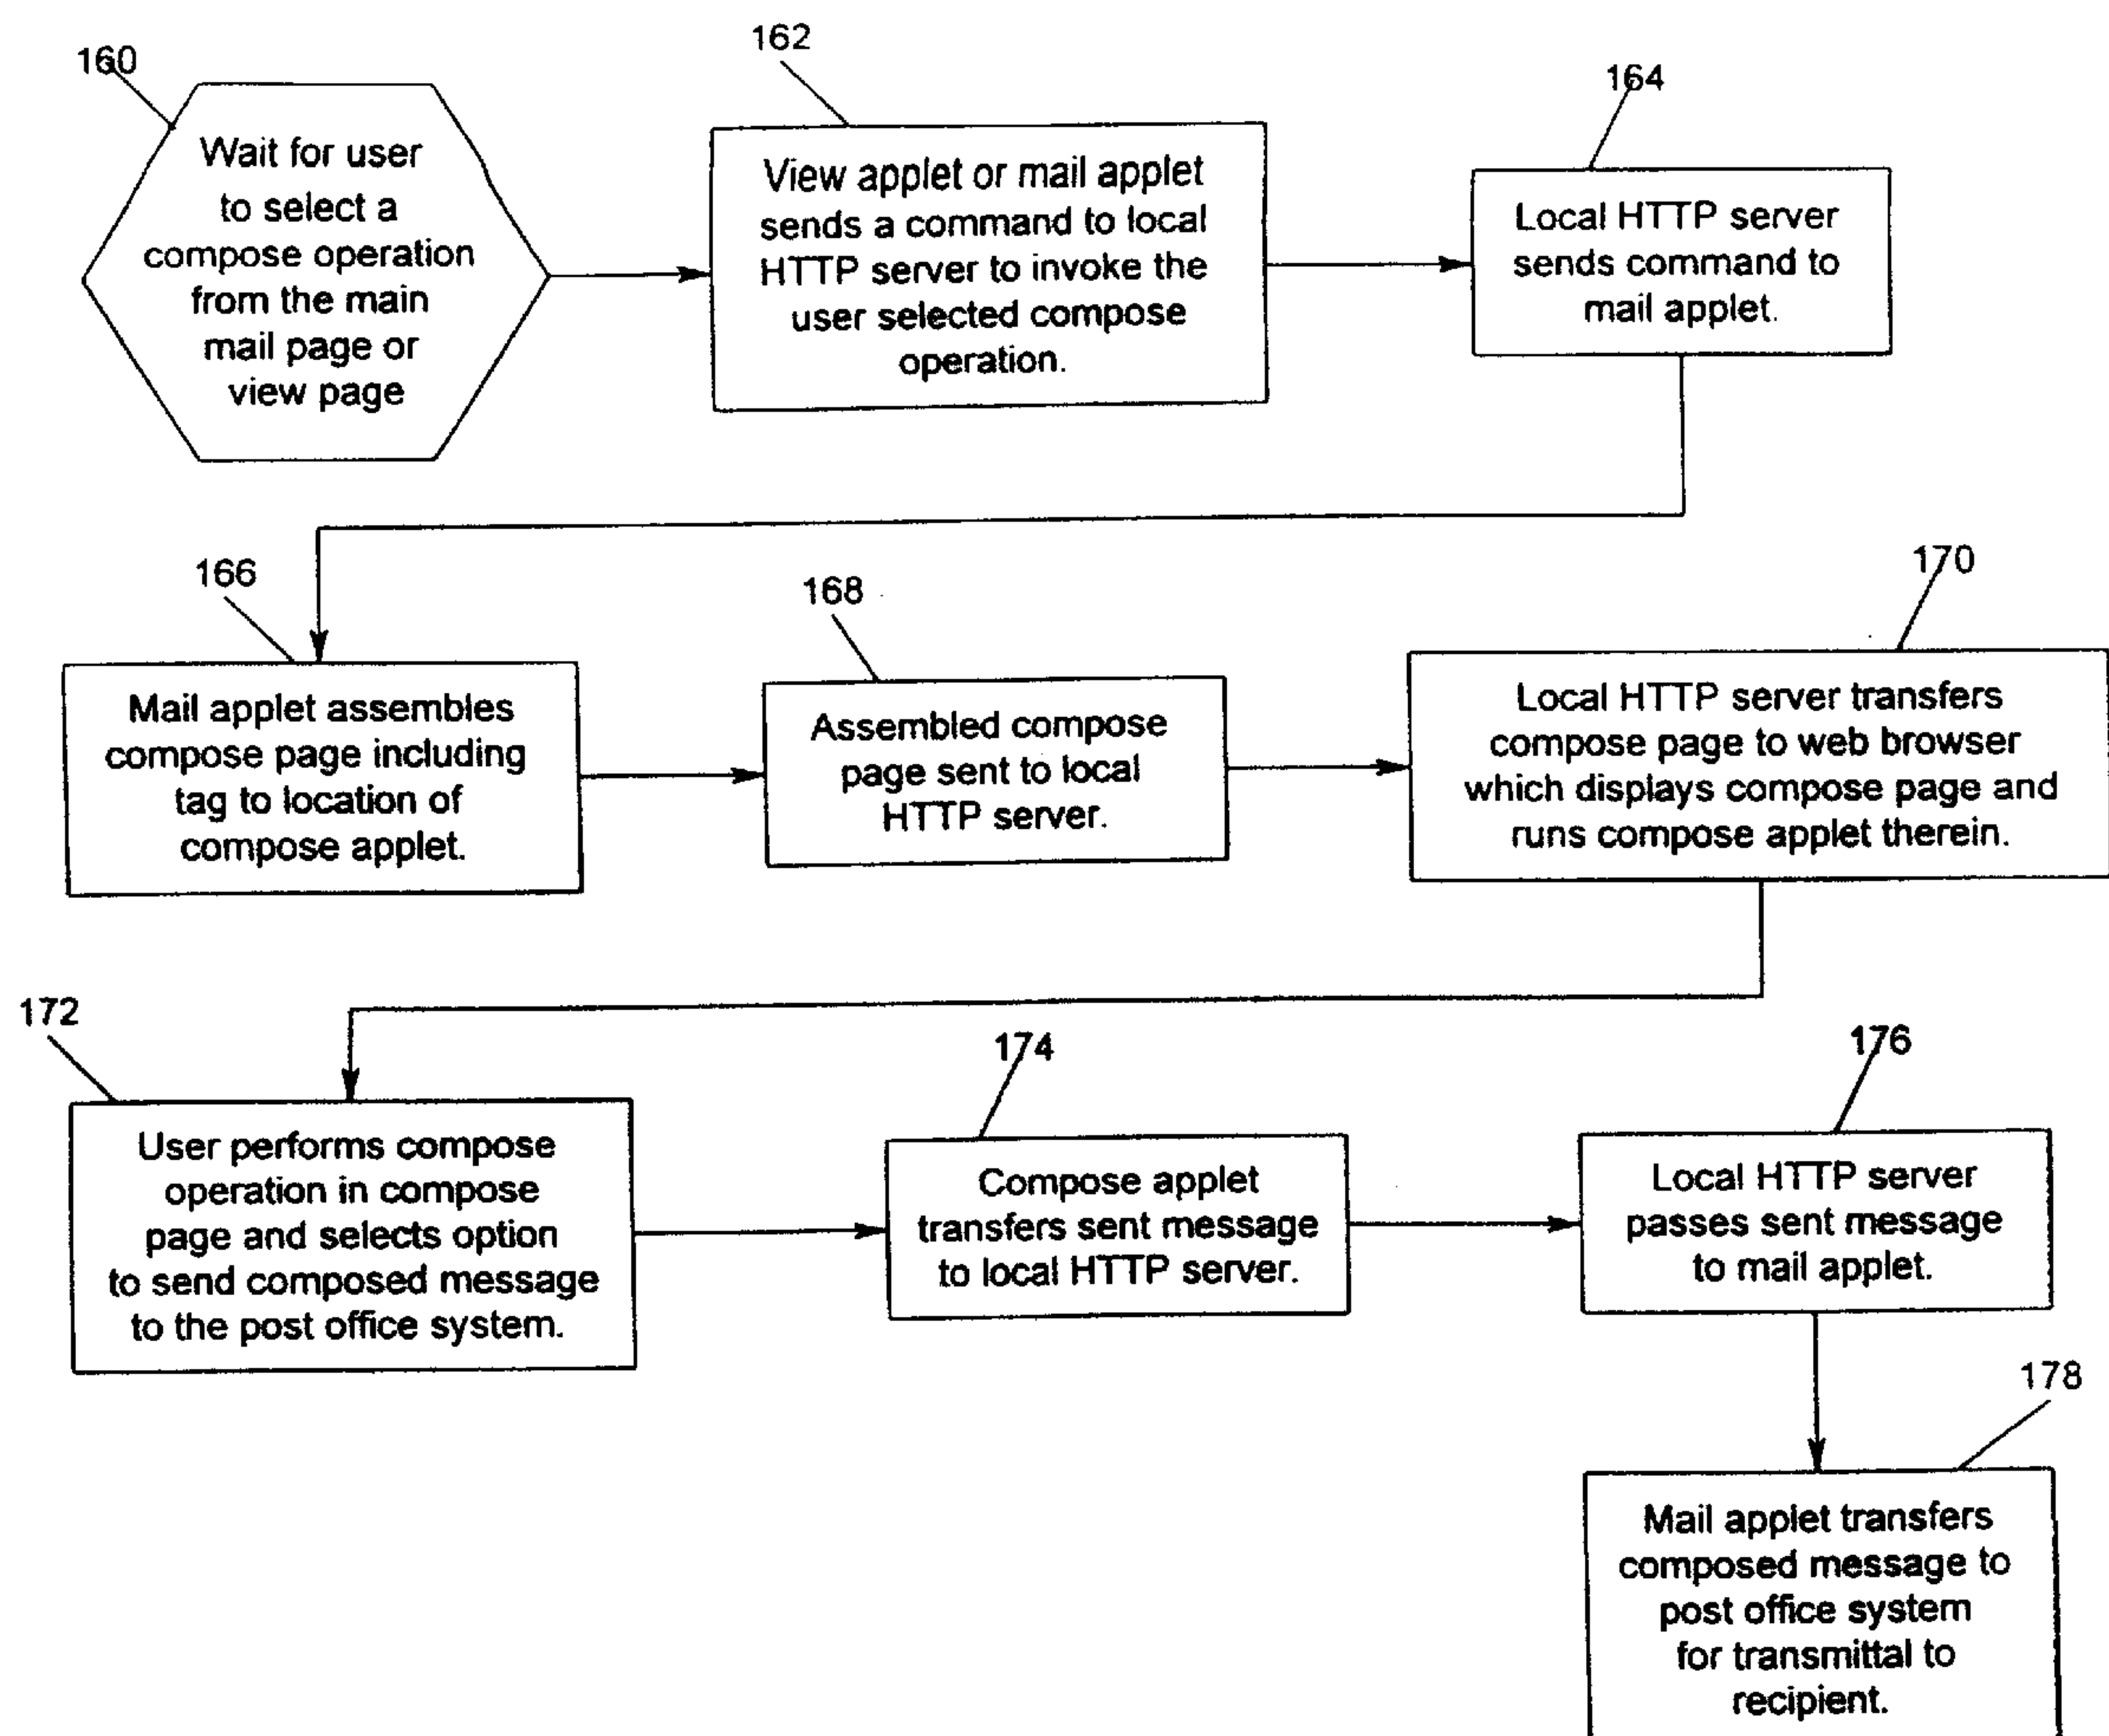 160
Wait for user
to select a
compose operation
from the main
mail page or
view page
162
View applet or mail applet
sends a command to local
HTTP server to invoke the
user selected compose
operation.
164
Local HTTP server
sends command to
mail applet.
166
Mail applet assembles
compose page including
tag to location of
compose applet.
168
Assembled compose
page sent to local
HTTP server.
170
Local HTTP server transfers
compose page to web browser
which displays compose page and
runs compose applet therein.
172
User performs compose
operation in compose
page and selects option
to send composed message
to the post office system.
174
Compose applet
transfers sent message
to local HTTP server.
176
Local HTTP server
passes sent message
to mail applet.
178
Mail applet transfers
composed message to
post office system
for transmittal to
recipient.